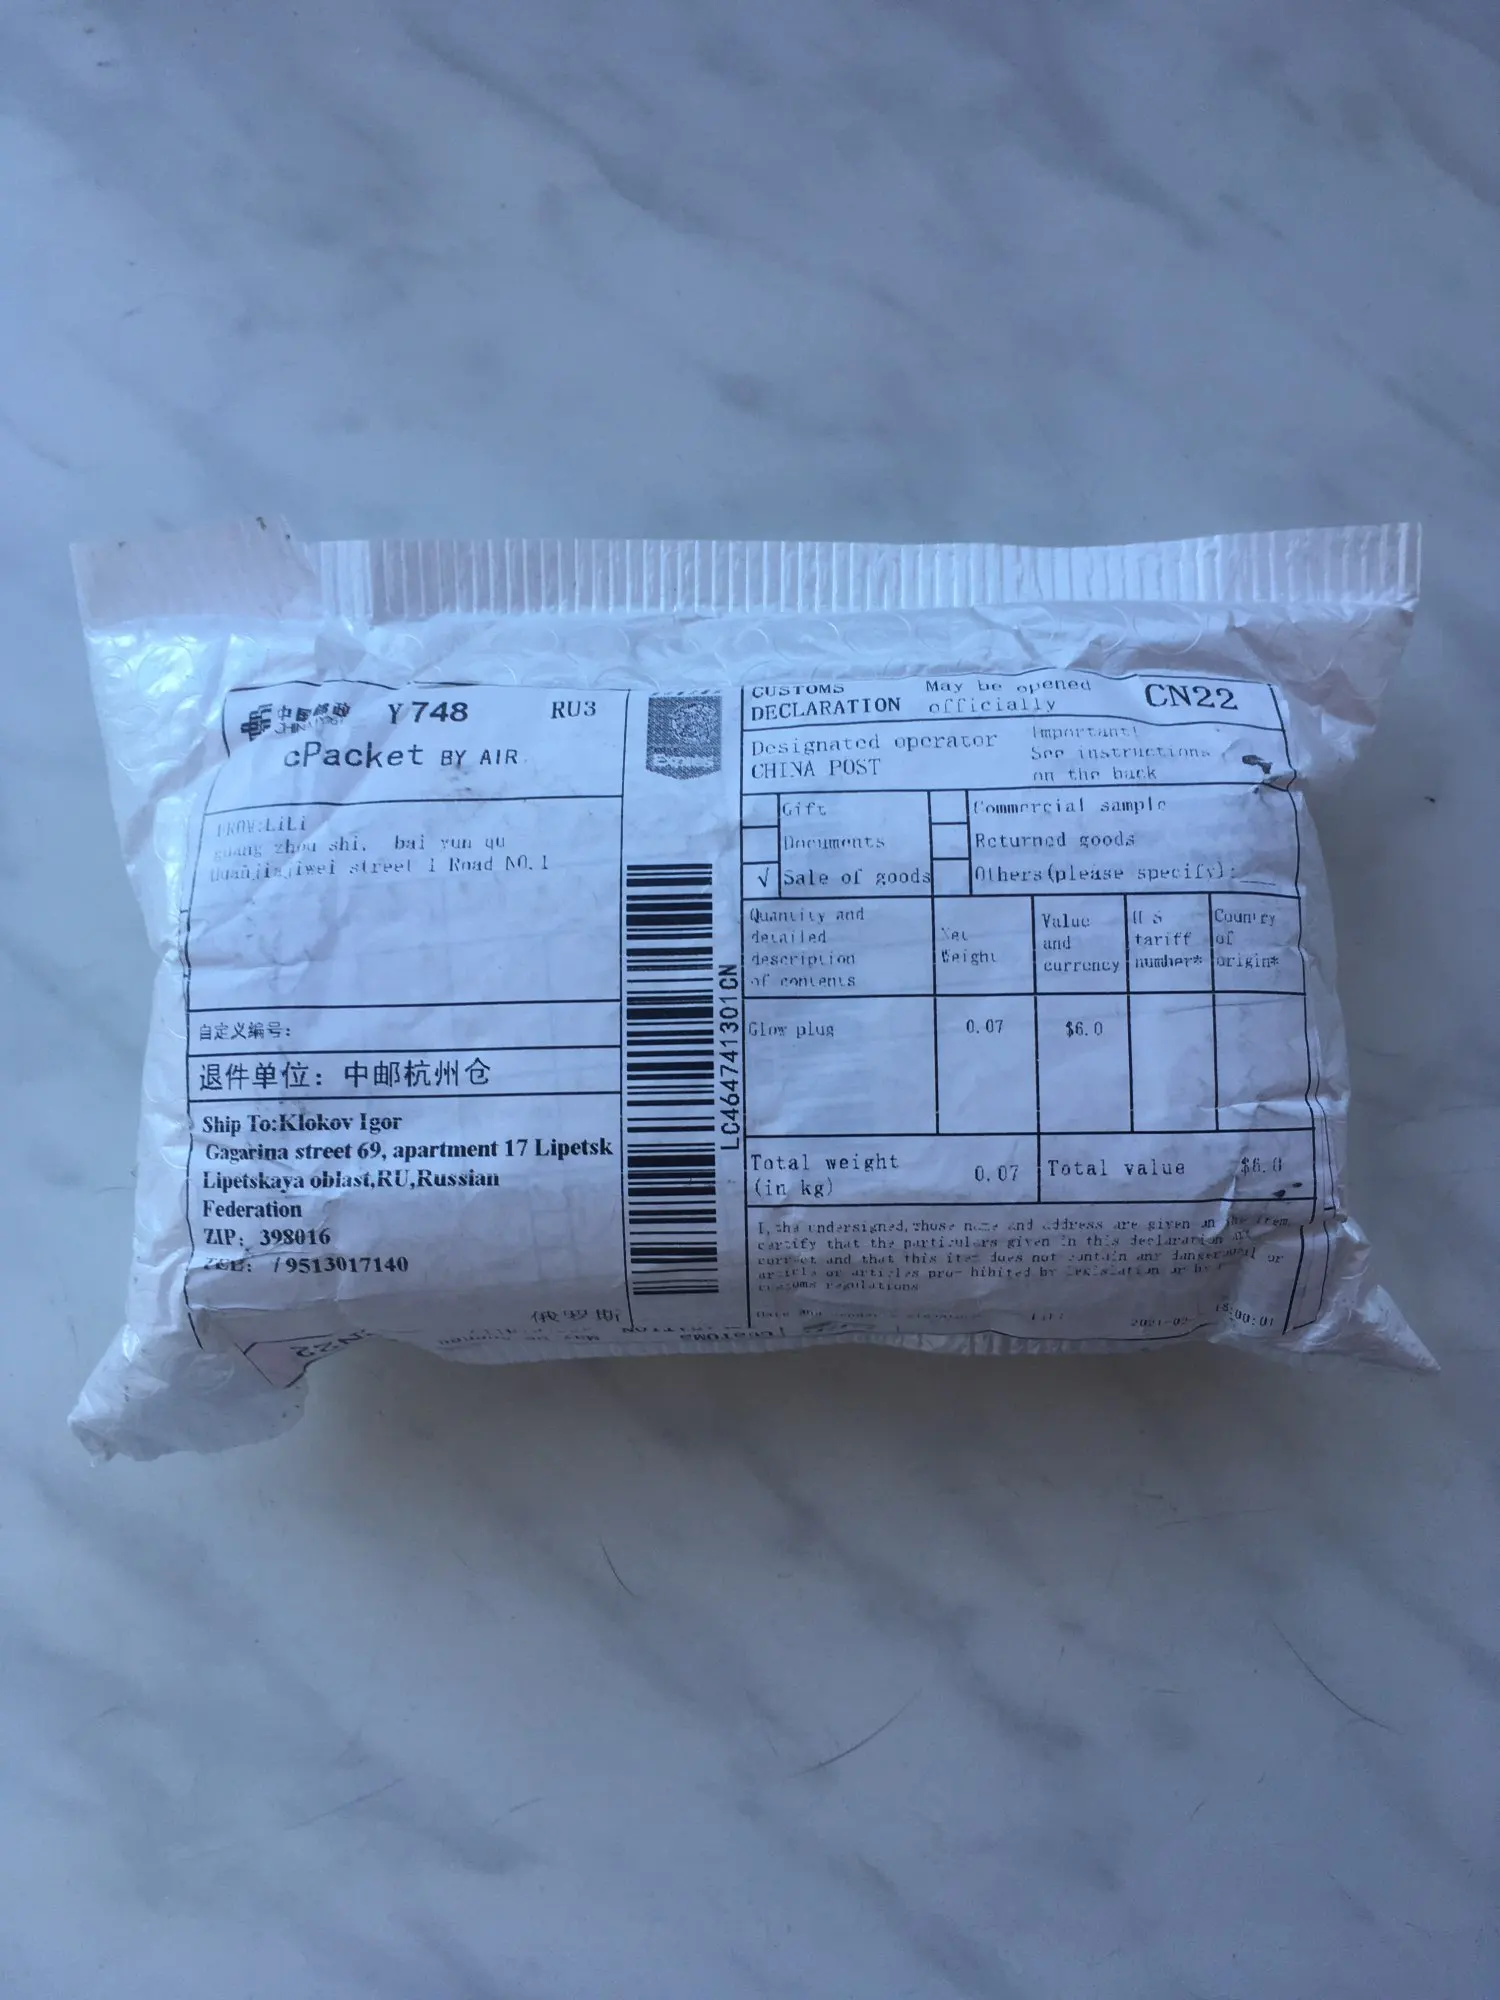 中国邮政
CHINA POST
Y748
RU3
cPacket BY AIR
FROM:LiLi
guang zhou shi, bai yun qu
street 1 Road NO.1
自定义编号:
退件单位: 中邮杭州仓
Ship To:Klokov Igor
Gagarina street 69, apartment 17 Lipetsk
Lipetskaya oblast,RU,Russian
Federation
ZIP: 398016
TEL: 79513017140
俄罗斯
LC464741301CN
CUSTOMS
DECLARATION
May be opened
officially
CN22
Designated operator
CHINA POST
Important!
See instructions
on the back
Gift
Commercial sample
Documents
Returned goods
√ Sale of goods
Others(please specify):
Quantity and
detailed
description
of contents
Net
Weight
Value
and
currency
HS
tariff
number*
Country
of
origin*
Glow plug
0.07
$6.0
Total weight
(in kg)
0.07
Total value
$6.0
I, the undersigned, whose name and address are given on the item,
certify that the particulars given in this declaration are
correct and that this item does not contain any dangerous or
articles pro- hibited by legislation or by
customs regulations
CUSTOMS